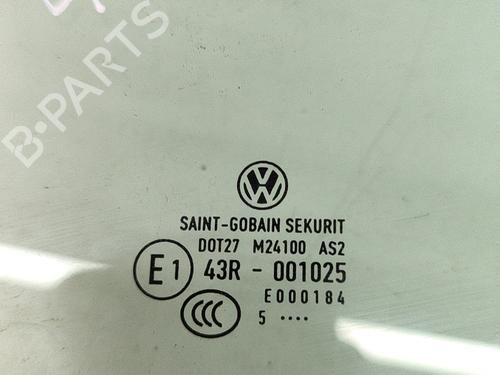 B-PARTS
SAINT-GOBAIN SEKURIT
DOT27 M24100 AS2
E1 43R - 001025
E000184
CCC 5 ....